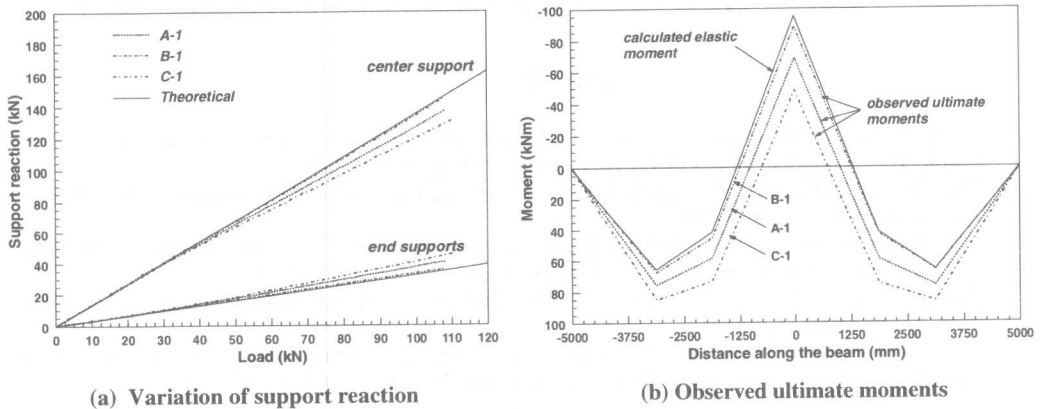 200
180
160
140
120
100
80
60
40
20
0
Support reaction (kN)
A-1
B-1
C-1
Theoretical
center support
end supports
0 10 20 30 40 50 60 70 80 90 100 110 120
Load (kN)
(a) Variation of support reaction
-100
-80
-60
-40
-20
0
20
40
60
80
100
Moment (kNm)
calculated elastic
moment
observed ultimate
moments
B-1
A-1
C-1
-5000 -3750 -2500 -1250 0 1250 2500 3750 5000
Distance along the beam (mm)
(b) Observed ultimate moments